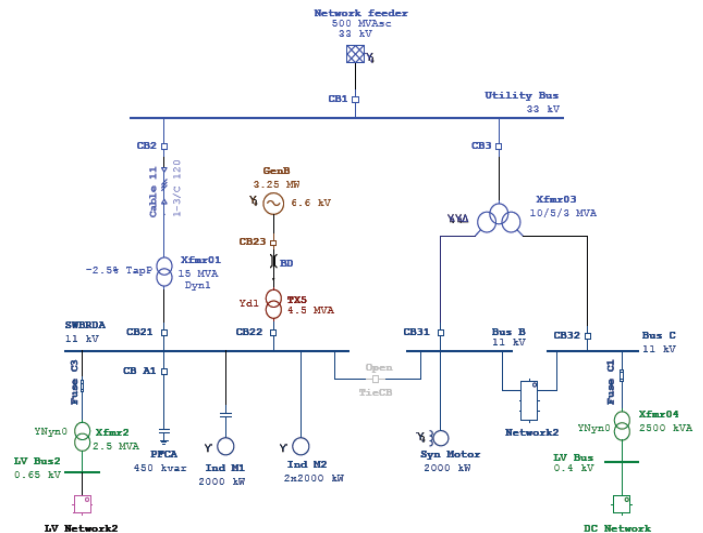 Network feeder
500 MVAsc
33 kV
CB1
Utility Bus
33 kV
CB2
CB3
Cable 11
1-3/C 120
GenB
3.25 MW
6.6 kV
Xfmr03
10/5/3 MVA
CB23
BD
-2.5% TapP
Xfmr01
15 MVA
Dyn1
Yd1
TX5
4.5 MVA
SWBRDA
11 kV
CB21
CB22
CB31
Bus B
11 kV
CB32
Bus C
11 kV
Fuse C3
CB A1
Open
TieCB
Fuse C1
YNyn0
Xfmr2
2.5 MVA
PFCA
450 kvar
Ind M1
2000 kW
Ind M2
2x2000 kW
Syn Motor
2000 kW
Network2
Xfmr04
YNyn0
2500 kVA
LV Bus2
0.65 kV
LV Bus
0.4 kV
LV Network2
DC Network